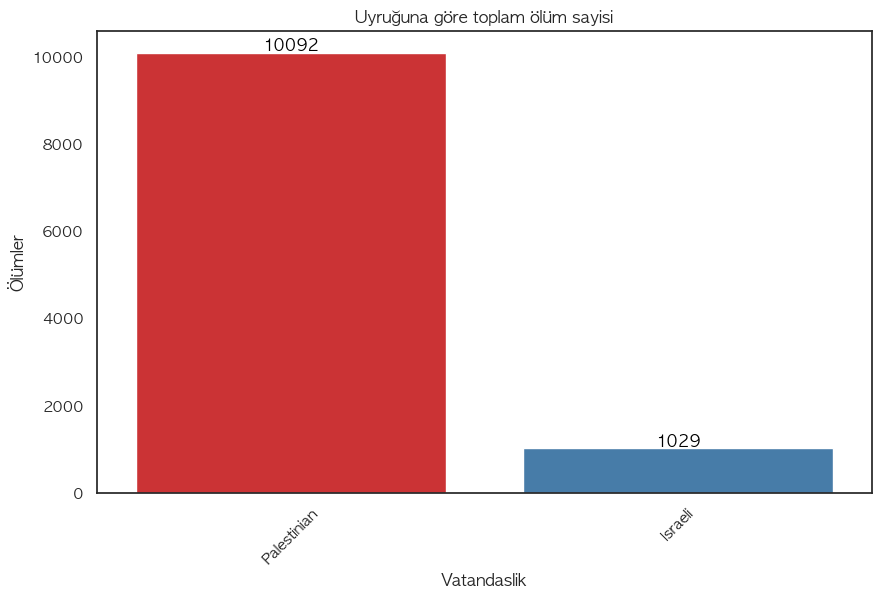 Uyruğuna göre toplam ölüm sayisi
10092
1029
10000
8000
6000
4000
2000
0
Ölümler
Palestinian
Israeli
Vatandaslik